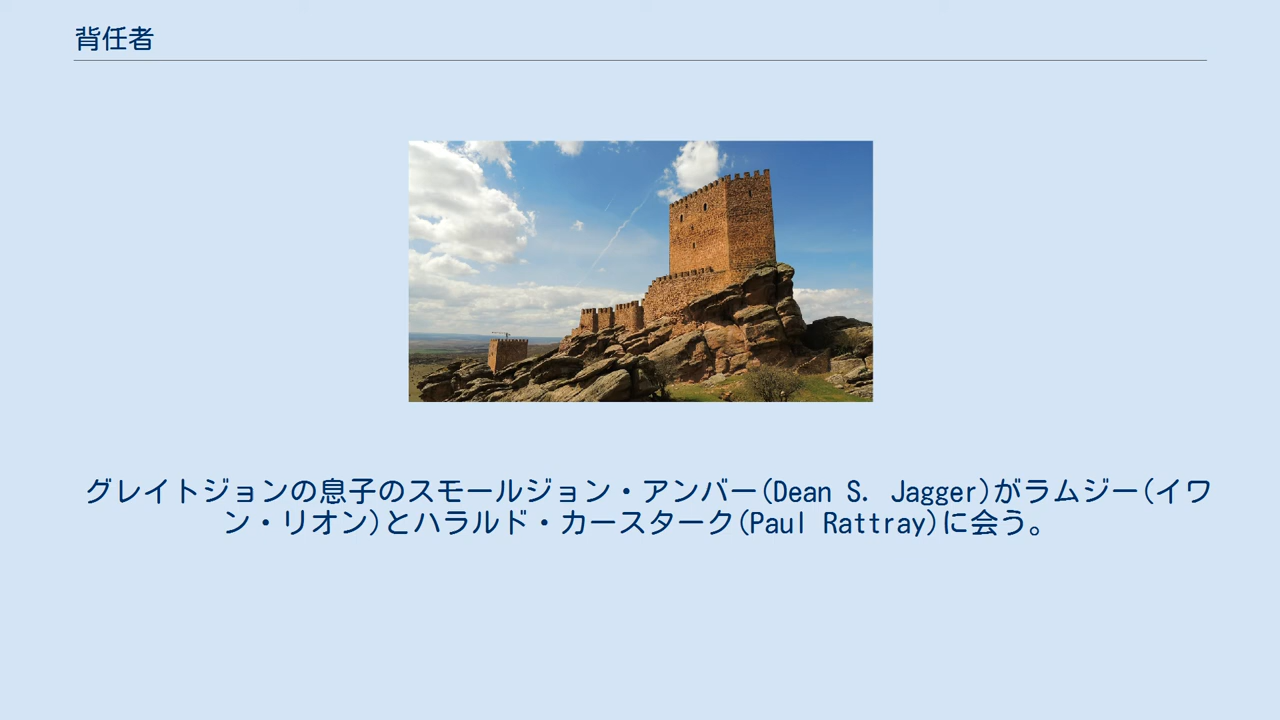 背任者
グレイトジョンの息子のスモールジョン・アンバー(Dean S. Jagger)がラムジー(イワ
ン・リオン)とハラルド・カースターク(Paul Rattray)に会う。